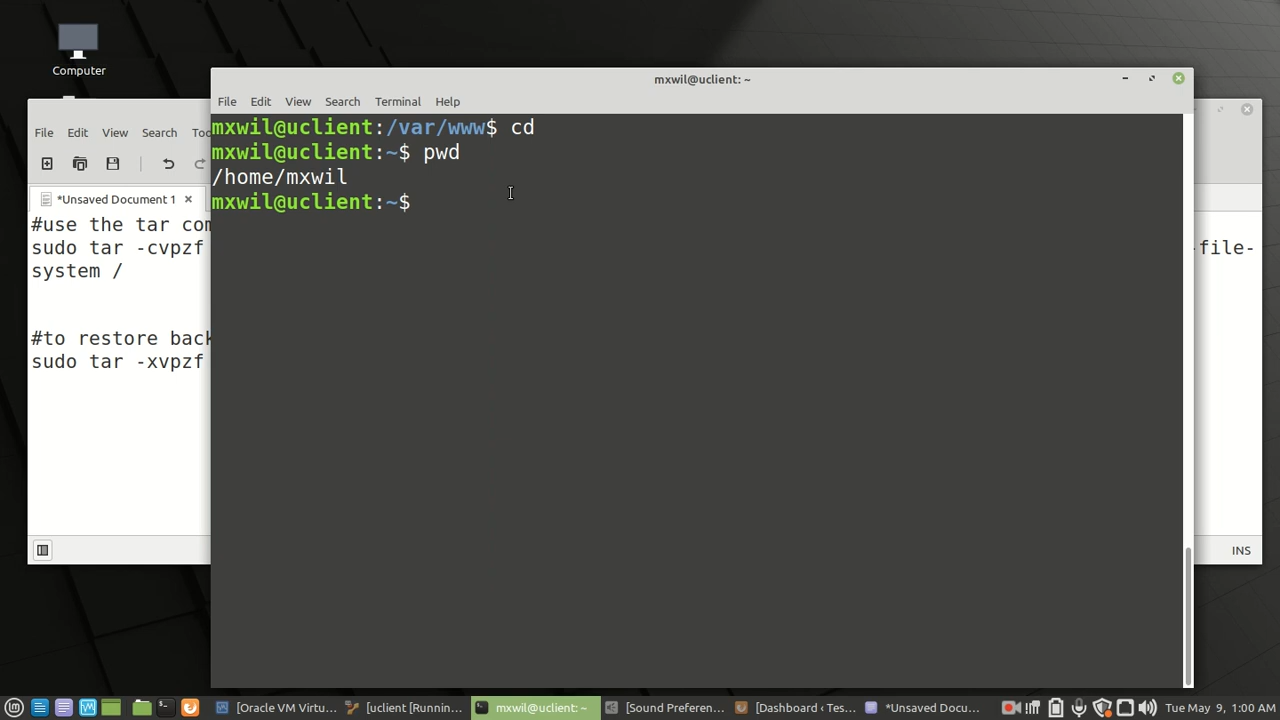 Computer
mxwil@uclient: ~
File Edit View Search Terminal Help
mxwil@uclient:/var/www$ cd
mxwil@uclient:~$ pwd
/home/mxwil
mxwil@uclient:~$
File Edit View Search
*Unsaved Document 1
#use the tar
sudo tar -cvpzf
-file-
system /
#to restore
sudo tar -xvpzf
INS
[Oracle VM Virtu... [uclient [Runnin... mxwil@uclient: ~ [Sound Preferen... [Dashboard ‹ Tes... *Unsaved Docu... Tue May 9, 1:00 AM